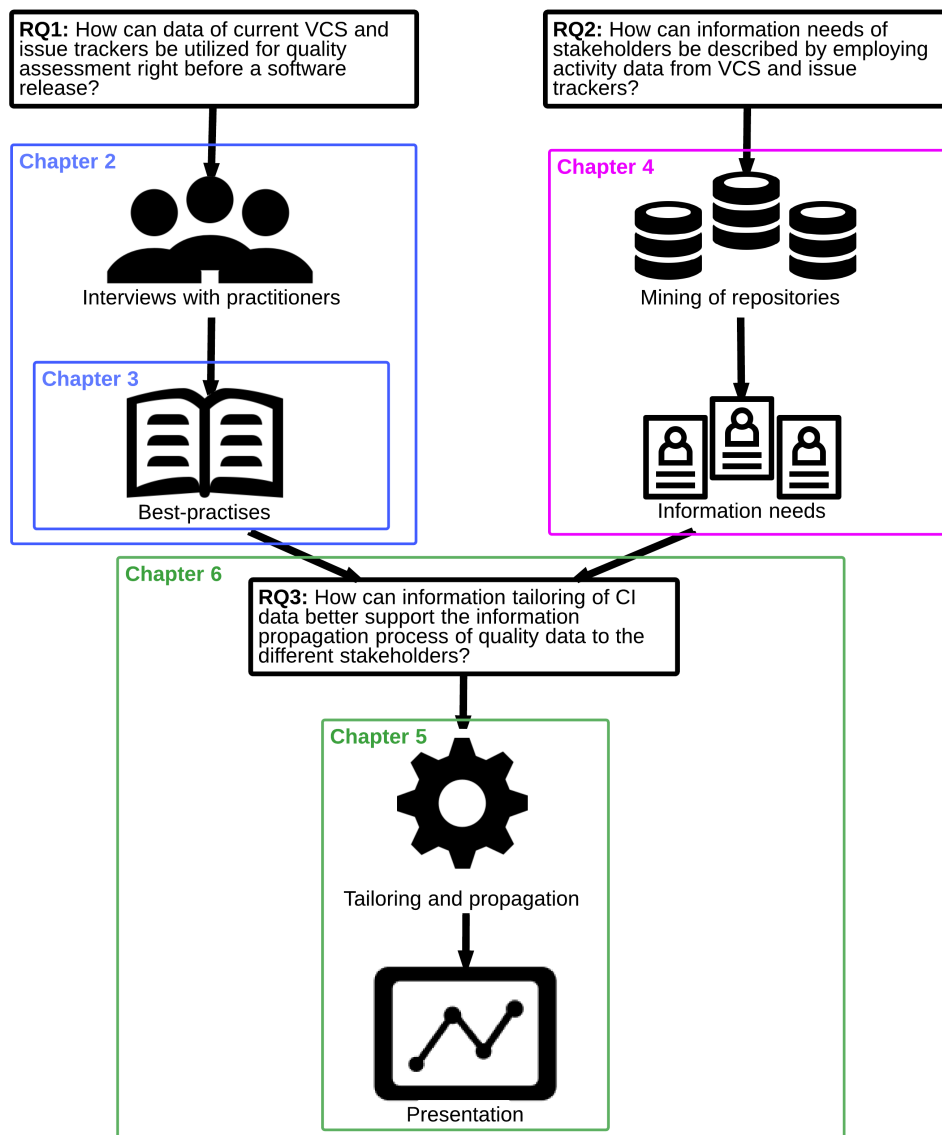 RQ1: How can data of current VCS and
issue trackers be utilized for quality
assessment right before a software
release?
RQ2: How can information needs of
stakeholders be described by employing
activity data from VCS and issue
trackers?
Chapter 2
Interviews with practitioners
Chapter 3
Best-practises
Chapter 4
Mining of repositories
Information needs
Chapter 6
RQ3: How can information tailoring of CI
data better support the information
propagation process of quality data to the
different stakeholders?
Chapter 5
Tailoring and propagation
Presentation